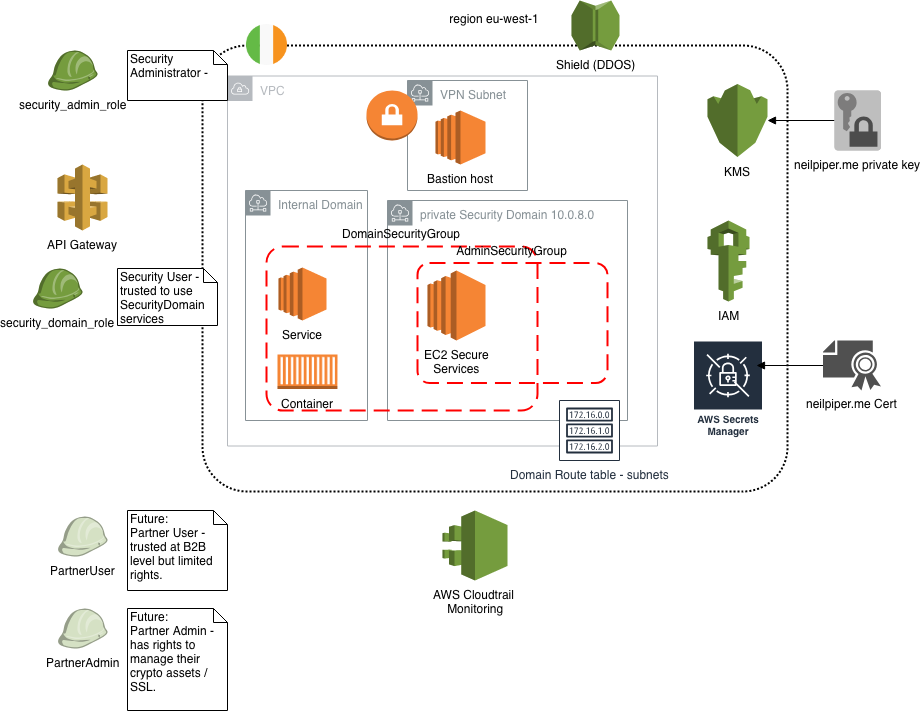 region eu-west-1
Shield (DDOS)
Security
Administrator -
security_admin_role
VPC
VPN Subnet
Bastion host
KMS
neilpiper.me private key
API Gateway
Internal Domain
private Security Domain 10.0.8.0
DomainSecurityGroup
AdminSecurityGroup
Security User -
trusted to use
SecurityDomain
services
security_domain_role
Service
EC2 Secure
Services
Container
IAM
AWS Secrets
Manager
neilpiper.me Cert
172.16.0.0
172.16.1.0
172.16.2.0
Domain Route table - subnets
Future:
Partner User -
trusted at B2B
level but limited
rights.
PartnerUser
AWS Cloudtrail
Monitoring
Future:
Partner Admin -
has rights to
manage their
crypto assets /
SSL.
PartnerAdmin